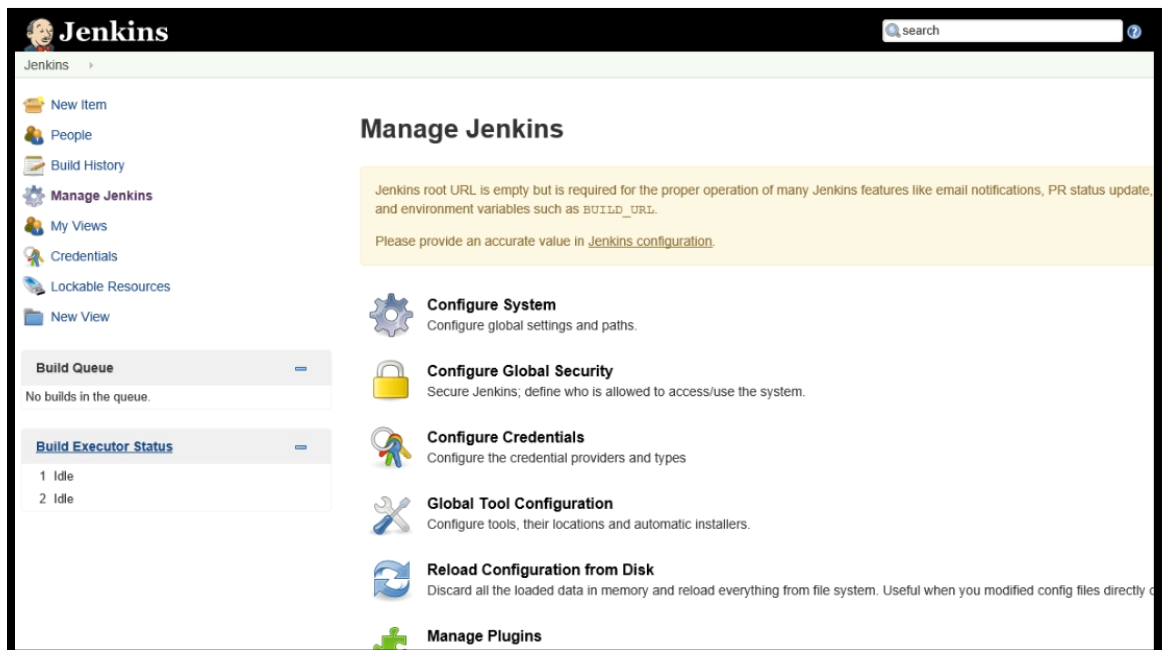 Jenkins
search
Jenkins
New Item
People
Build History
Manage Jenkins
My Views
Credentials
Lockable Resources
New View
Build Queue
No builds in the queue.
Build Executor Status
1 Idle
2 Idle
Manage Jenkins
Jenkins root URL is empty but is required for the proper operation of many Jenkins features like email notifications, PR status update,
and environment variables such as BUILD_URL.
Please provide an accurate value in Jenkins configuration.
Configure System
Configure global settings and paths.
Configure Global Security
Secure Jenkins; define who is allowed to access/use the system.
Configure Credentials
Configure the credential providers and types
Global Tool Configuration
Configure tools, their locations and automatic installers.
Reload Configuration from Disk
Discard all the loaded data in memory and reload everything from file system. Useful when you modified config files directly
Manage Plugins